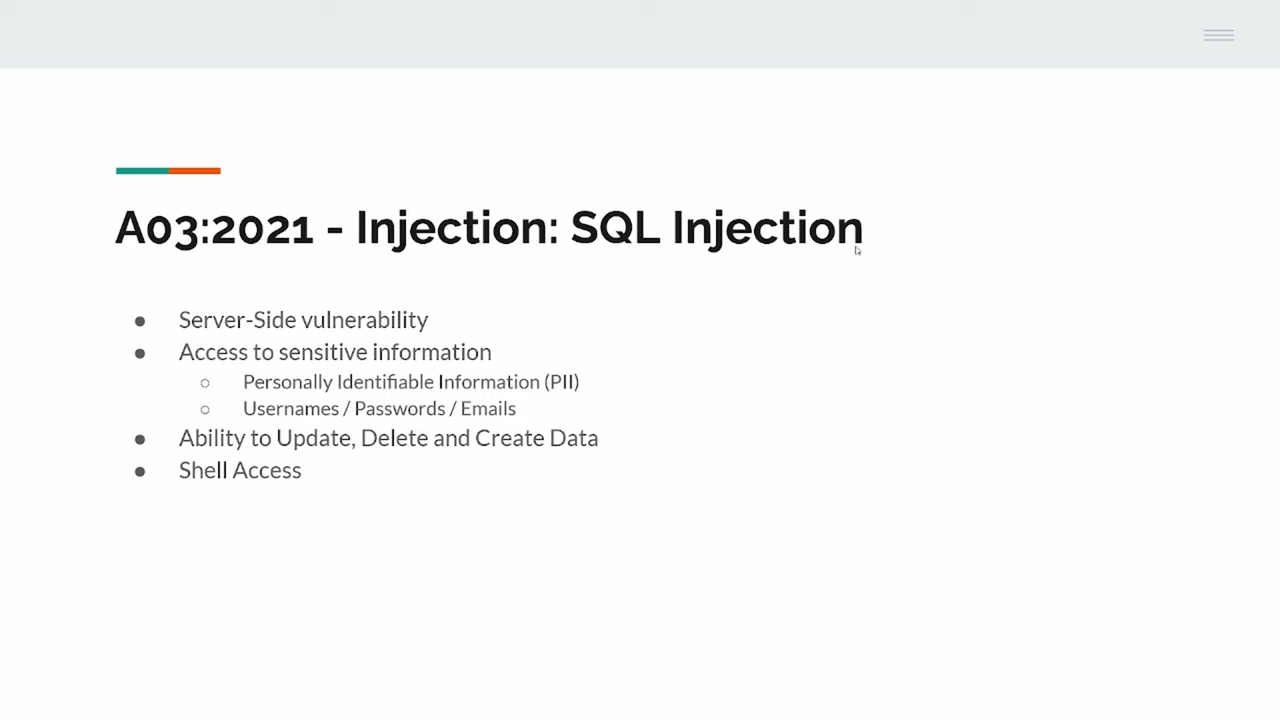 A03:2021 - Injection: SQL Injection
● Server-Side vulnerability
● Access to sensitive information
○ Personally Identifiable Information (PII)
○ Usernames / Passwords / Emails
● Ability to Update, Delete and Create Data
● Shell Access